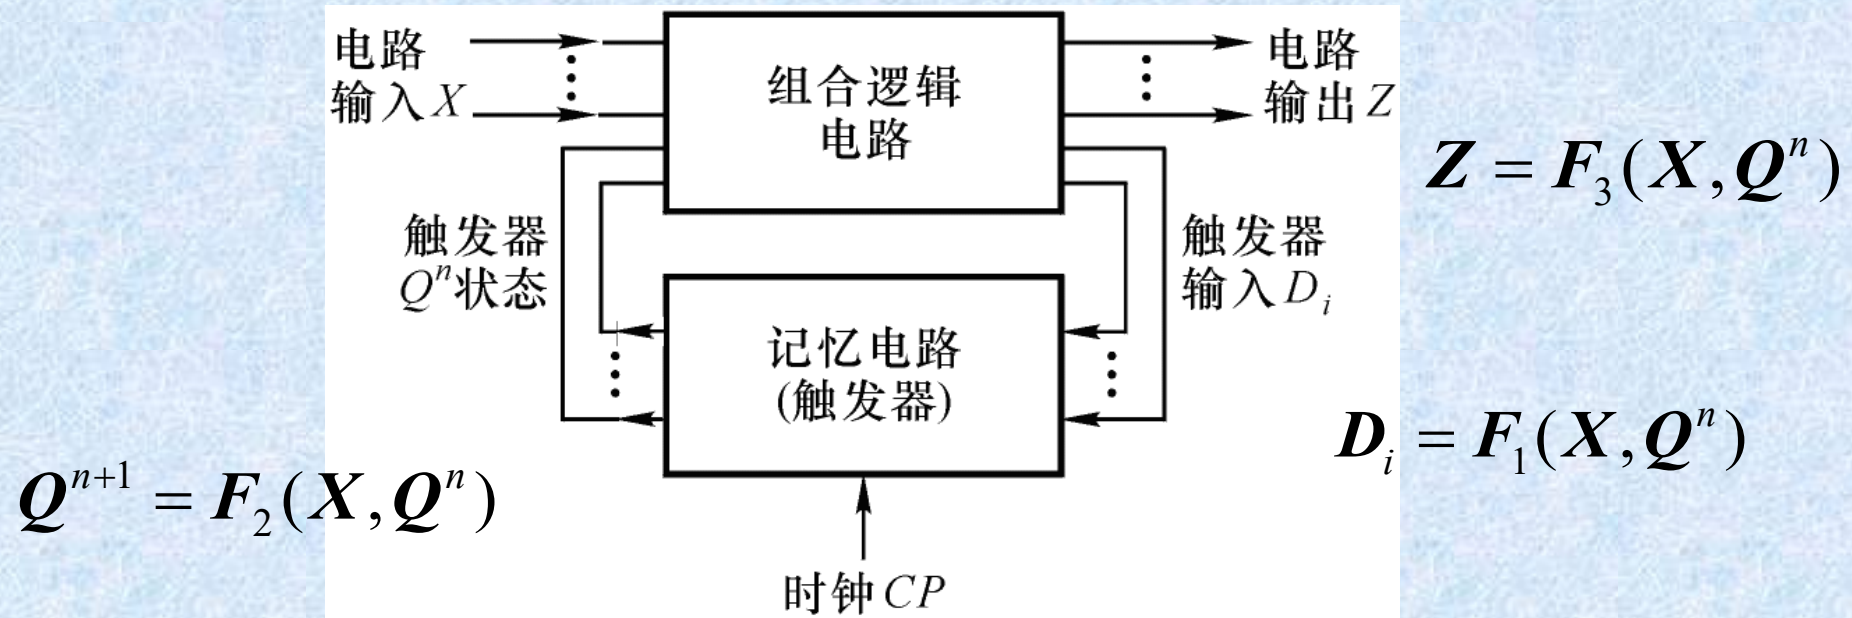 电路
输入X
组合逻辑
电路
电路
输出Z
Z = F₃(X,Qⁿ)
触发器
Qⁿ状态
触发器
输入Dᵢ
记忆电路
(触发器)
Dᵢ = F₁(X,Qⁿ)
Qⁿ⁺¹ = F₂(X,Qⁿ)
时钟CP